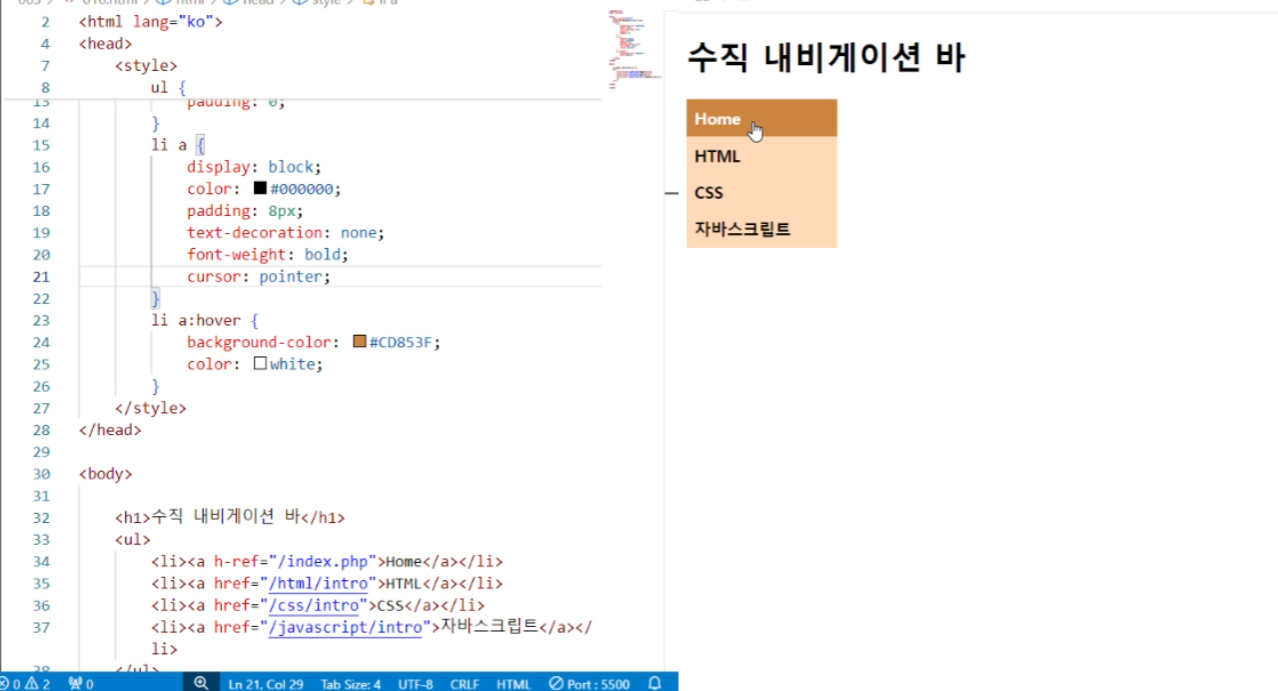 2 <html lang="ko">
4 <head>
7 <style>
8 ul {
13 padding: 0;
14 }
15 li a {
16 display: block;
17 color: #000000;
18 padding: 8px;
19 text-decoration: none;
20 font-weight: bold;
21 cursor: pointer;
22 }
23 li a:hover {
24 background-color: #CD853F;
25 color: white;
26 }
27 </style>
28 </head>
29
30 <body>
31
32 <h1>수직 내비게이션 바</h1>
33 <ul>
34 <li><a h-ref="/index.php">Home</a></li>
35 <li><a href="/html/intro">HTML</a></li>
36 <li><a href="/css/intro">CSS</a></li>
37 <li><a href="/javascript/intro">자바스크립트</a></
li>
38 </ul>
0 2 0 Ln 21, Col 29 Tab Size: 4 UTF-8 CRLF HTML Port : 5500
수직 내비게이션 바
Home
HTML
CSS
자바스크립트